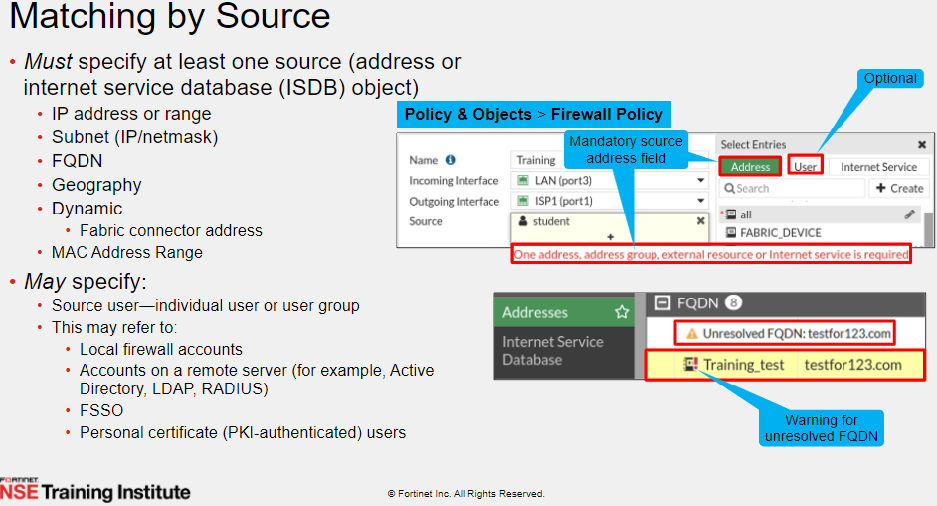 Matching by Source
• Must specify at least one source (address or
internet service database (ISDB) object)
• IP address or range
• Subnet (IP/netmask)
• FQDN
• Geography
• Dynamic
• Fabric connector address
• MAC Address Range
• May specify:
• Source user—individual user or user group
• This may refer to:
• Local firewall accounts
• Accounts on a remote server (for example, Active
Directory, LDAP, RADIUS)
• FSSO
• Personal certificate (PKI-authenticated) users
Optional
Policy & Objects > Firewall Policy
Mandatory source
address field
Name Training
Incoming Interface LAN (port3)
Outgoing Interface ISP1 (port1)
Source student
+
One address, address group, external resource or Internet service is required
Select Entries
Address User Internet Service
Search + Create
all
FABRIC_DEVICE
Addresses
Internet Service
Database
FQDN 8
Unresolved FQDN: testfor123.com
Training_test testfor123.com
Warning for
unresolved FQDN
FORTINET
NSE Training Institute
© Fortinet Inc. All Rights Reserved.